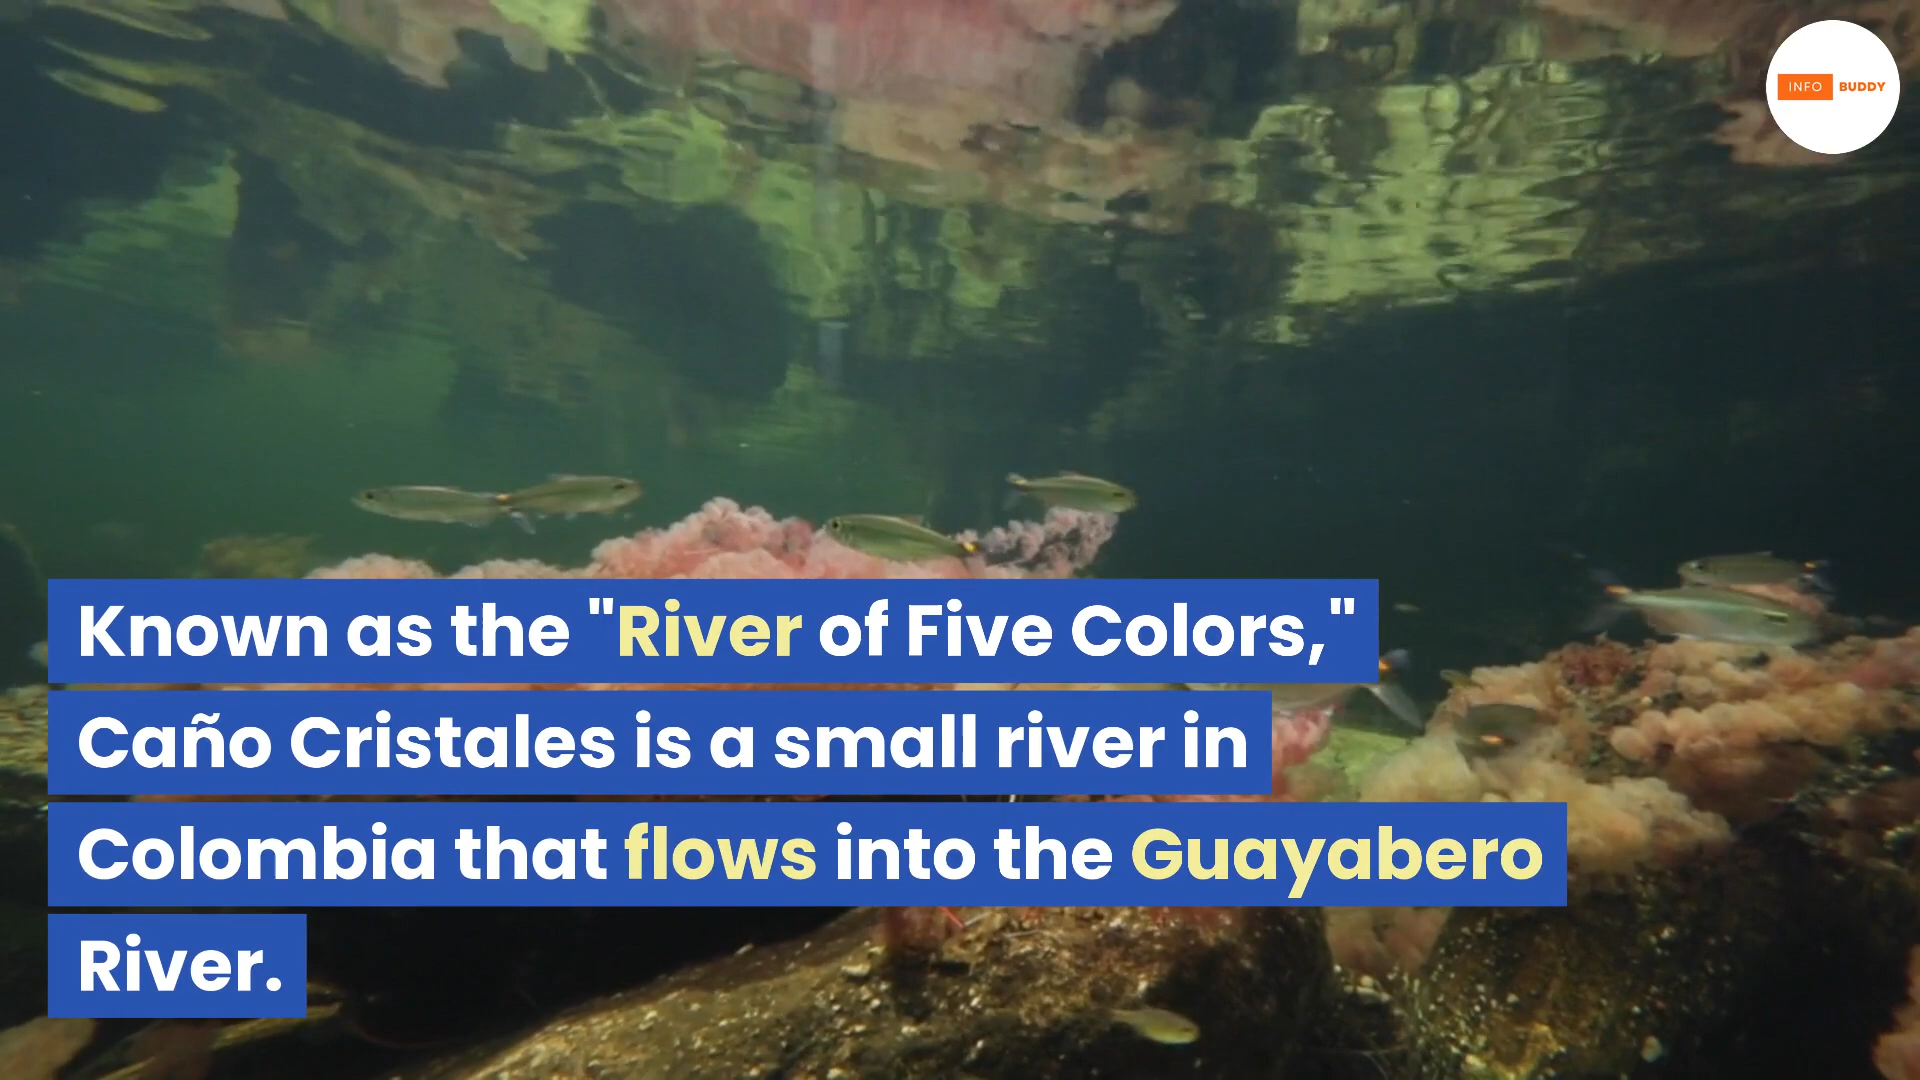 INFO BUDDY
Known as the "River of Five Colors,"
Caño Cristales is a small river in
Colombia that flows into the Guayabero
River.